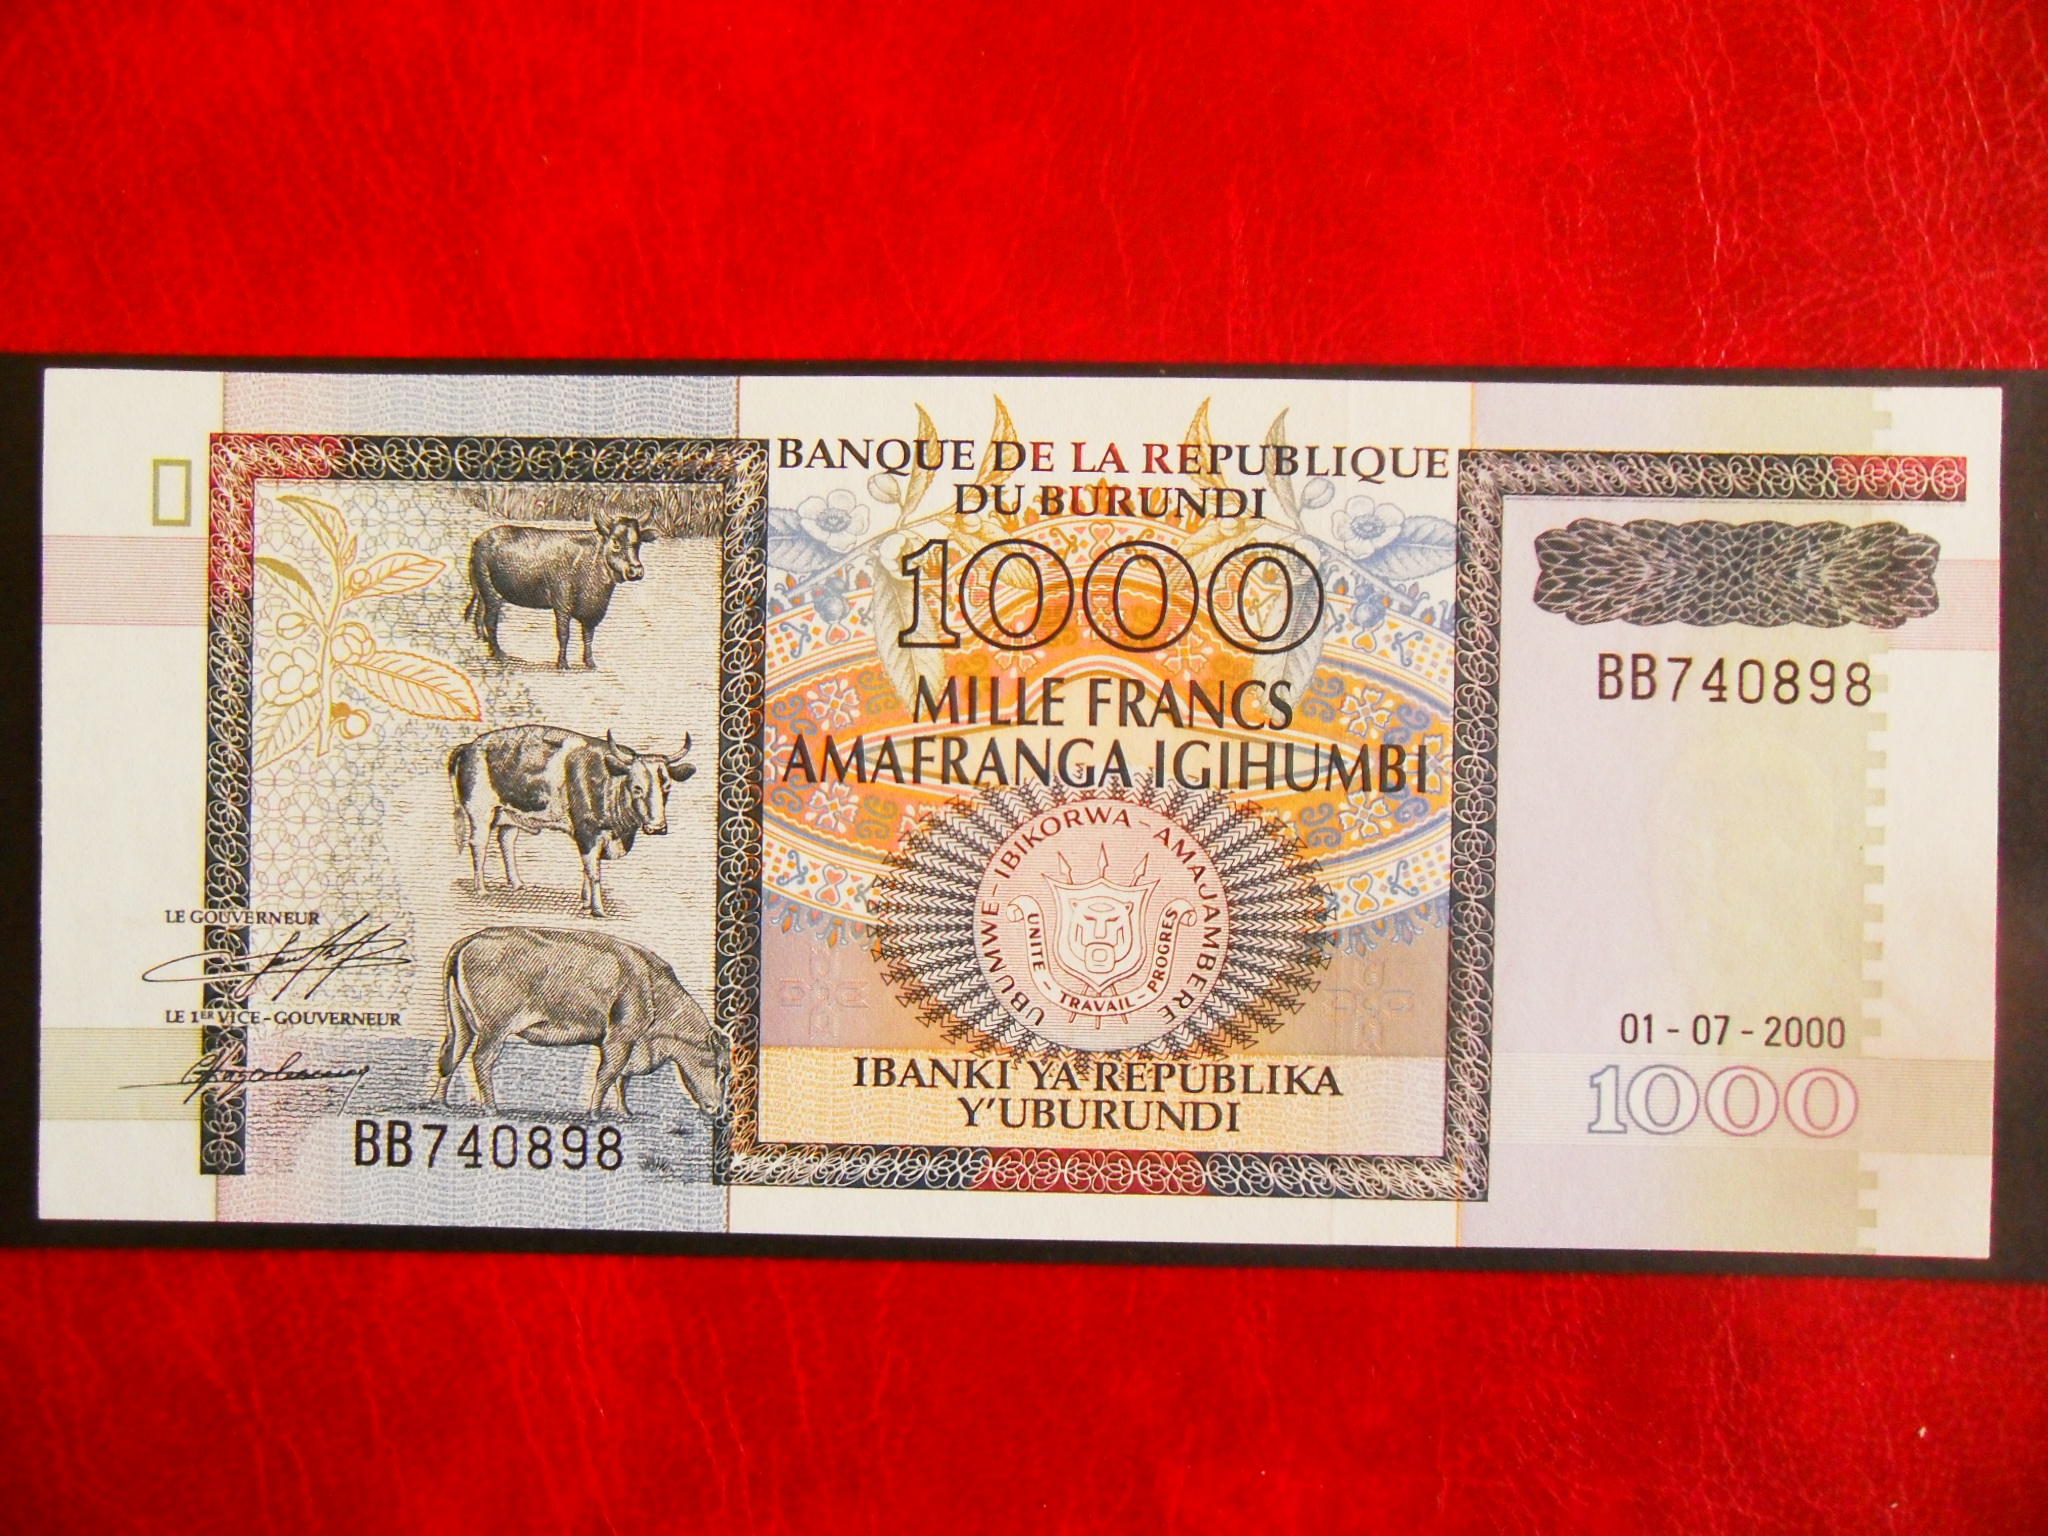 BANQUE DE LA REPUBLIQUE
DU BURUNDI
1000
MILLE FRANCS
AMAFRANGA IGIHUMBI
BB740898
LE GOUVERNEUR
LE 1ER VICE-GOUVERNEUR
BB740898
UBUMWE-IBIKORWA-AMAJAMBERE
UNITE - TRAVAIL - PROGRES
IBANKI YA REPUBLIKA
Y'UBURUNDI
01-07-2000
1000